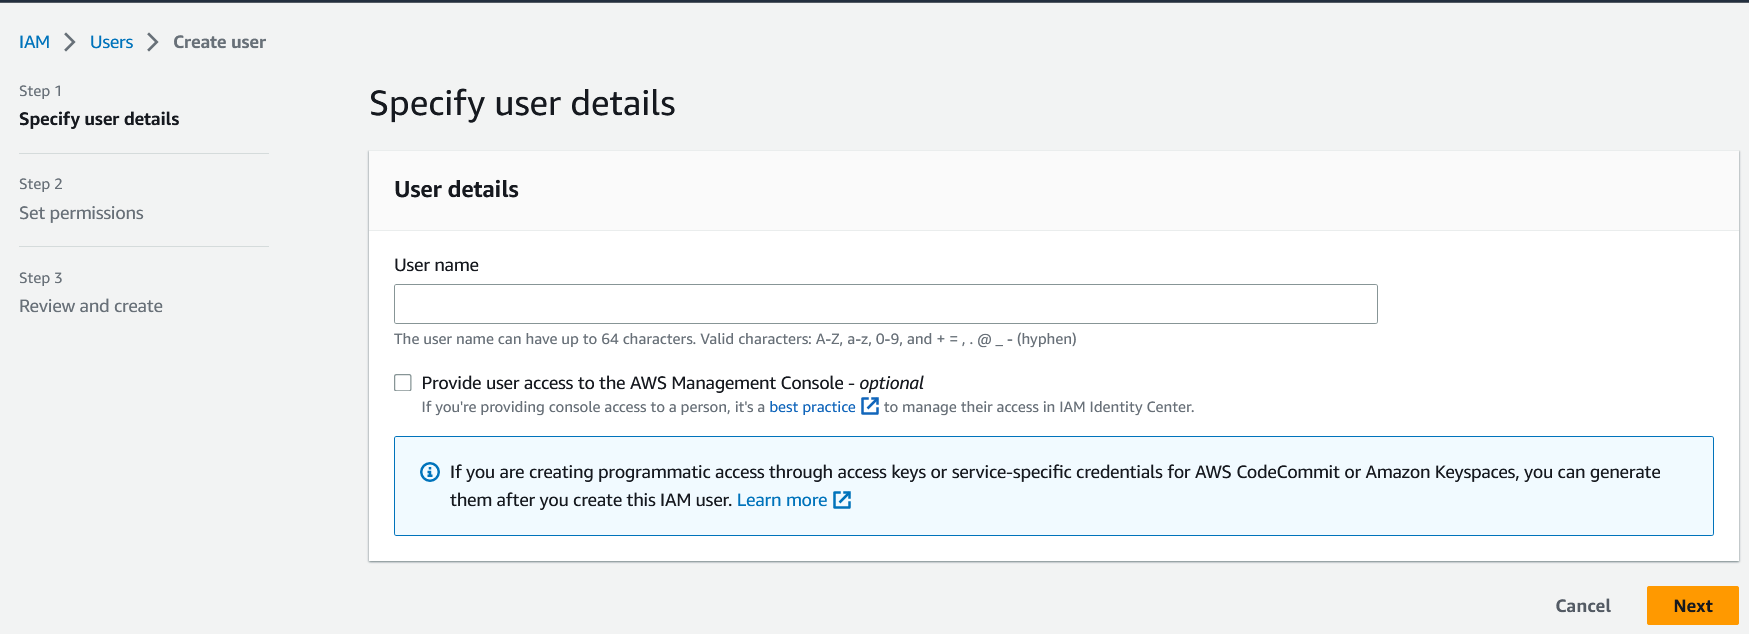 IAM > Users > Create user
Step 1
Specify user details
Step 2
Set permissions
Step 3
Review and create
Specify user details
User details
User name
The user name can have up to 64 characters. Valid characters: A-Z, a-z, 0-9, and + = , . @ _ - (hyphen)
Provide user access to the AWS Management Console - optional
If you're providing console access to a person, it's a best practice to manage their access in IAM Identity Center.
If you are creating programmatic access through access keys or service-specific credentials for AWS CodeCommit or Amazon Keyspaces, you can generate
them after you create this IAM user. Learn more
Cancel
Next